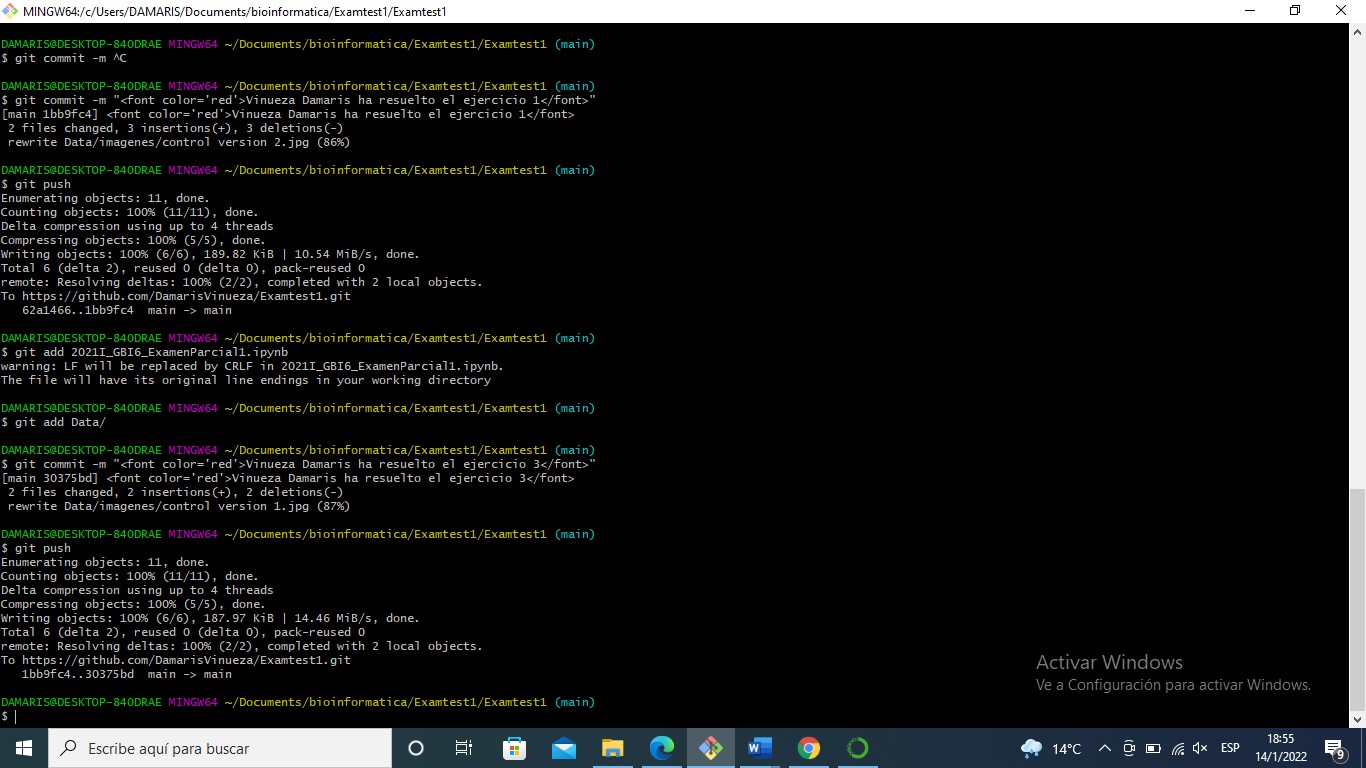 MINGW64:/c/Users/DAMARIS/Documents/bioinformatica/Examtest1/Examtest1
DAMARIS@DESKTOP-84ODRAE MINGW64 ~/Documents/bioinformatica/Examtest1/Examtest1 (main)
$ git commit -m ^C
DAMARIS@DESKTOP-84ODRAE MINGW64 ~/Documents/bioinformatica/Examtest1/Examtest1 (main)
$ git commit -m "<font color='red'>Vinueza Damaris ha resuelto el ejercicio 1</font>"
[main 1bb9fc4] <font color='red'>Vinueza Damaris ha resuelto el ejercicio 1</font>
2 files changed, 3 insertions(+), 3 deletions(-)
rewrite Data/imagenes/control version 2.jpg (86%)
DAMARIS@DESKTOP-84ODRAE MINGW64 ~/Documents/bioinformatica/Examtest1/Examtest1 (main)
$ git push
Enumerating objects: 11, done.
Counting objects: 100% (11/11), done.
Delta compression using up to 4 threads
Compressing objects: 100% (5/5), done.
Writing objects: 100% (6/6), 189.82 KiB | 10.54 MiB/s, done.
Total 6 (delta 2), reused 0 (delta 0), pack-reused 0
remote: Resolving deltas: 100% (2/2), completed with 2 local objects.
To https://github.com/DamarisVinueza/Examtest1.git
62a1466..1bb9fc4  main -> main
DAMARIS@DESKTOP-84ODRAE MINGW64 ~/Documents/bioinformatica/Examtest1/Examtest1 (main)
$ git add 2021I_GBI6_ExamenParcial1.ipynb
warning: LF will be replaced by CRLF in 2021I_GBI6_ExamenParcial1.ipynb.
The file will have its original line endings in your working directory
DAMARIS@DESKTOP-84ODRAE MINGW64 ~/Documents/bioinformatica/Examtest1/Examtest1 (main)
$ git add Data/
DAMARIS@DESKTOP-84ODRAE MINGW64 ~/Documents/bioinformatica/Examtest1/Examtest1 (main)
$ git commit -m "<font color='red'>Vinueza Damaris ha resuelto el ejercicio 3</font>"
[main 30375bd] <font color='red'>Vinueza Damaris ha resuelto el ejercicio 3</font>
2 files changed, 2 insertions(+), 2 deletions(-)
rewrite Data/imagenes/control version 1.jpg (87%)
DAMARIS@DESKTOP-84ODRAE MINGW64 ~/Documents/bioinformatica/Examtest1/Examtest1 (main)
$ git push
Enumerating objects: 11, done.
Counting objects: 100% (11/11), done.
Delta compression using up to 4 threads
Compressing objects: 100% (5/5), done.
Writing objects: 100% (6/6), 187.97 KiB | 14.46 MiB/s, done.
Total 6 (delta 2), reused 0 (delta 0), pack-reused 0
remote: Resolving deltas: 100% (2/2), completed with 2 local objects.
To https://github.com/DamarisVinueza/Examtest1.git
1bb9fc4..30375bd  main -> main
DAMARIS@DESKTOP-84ODRAE MINGW64 ~/Documents/bioinformatica/Examtest1/Examtest1 (main)
$
Activar Windows
Ve a Configuración para activar Windows.
Escribe aquí para buscar
14°C
ESP
18:55
14/1/2022
9